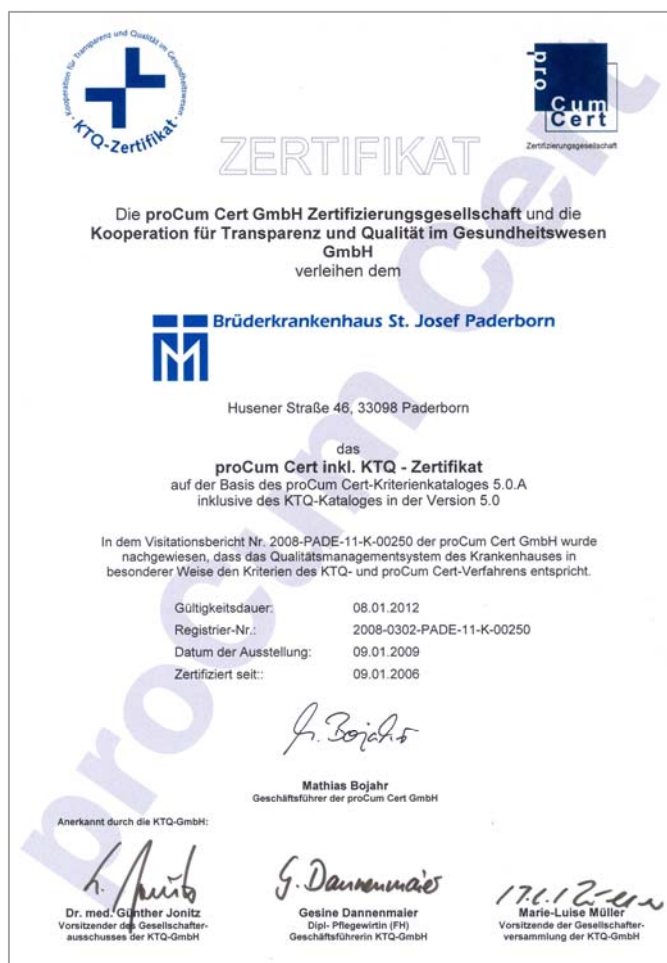 Kooperation für Transparenz und Qualität im Gesundheitswesen
KTQ-Zertifikat
pro
Cum
Cert
Zertifizierungsgesellschaft
ZERTIFIKAT
Die proCum Cert GmbH Zertifizierungsgesellschaft und die
Kooperation für Transparenz und Qualität im Gesundheitswesen
GmbH
verleihen dem
Brüderkrankenhaus St. Josef Paderborn
Husener Straße 46, 33098 Paderborn
das
proCum Cert inkl. KTQ - Zertifikat
auf der Basis des proCum Cert-Kriterienkataloges 5.0.A
inklusive des KTQ-Kataloges in der Version 5.0
In dem Visitationsbericht Nr. 2008-PADE-11-K-00250 der proCum Cert GmbH wurde
nachgewiesen, dass das Qualitätsmanagementsystem des Krankenhauses in
besonderer Weise den Kriterien des KTQ- und proCum Cert-Verfahrens entspricht.
Gültigkeitsdauer: 08.01.2012
Registrier-Nr.: 2008-0302-PADE-11-K-00250
Datum der Ausstellung: 09.01.2009
Zertifiziert seit:: 09.01.2006
Mathias Bojahr
Geschäftsführer der proCum Cert GmbH
Anerkannt durch die KTQ-GmbH:
G. Dannenmaier
Dr. med. Günther Jonitz
Vorsitzender des Gesellschafter-
ausschusses der KTQ-GmbH
Gesine Dannenmaier
Dipl- Pflegewirtin (FH)
Geschäftsführerin KTQ-GmbH
Marie-Luise Müller
Vorsitzende der Gesellschafter-
versammlung der KTQ-GmbH
procum cert